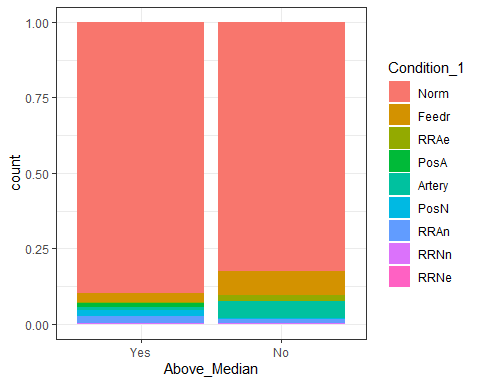 1.00
0.75
0.50
0.25
0.00
count
Yes
No
Above_Median
Condition_1
Norm
Feedr
RRAe
PosA
Artery
PosN
RRAn
RRNn
RRNe